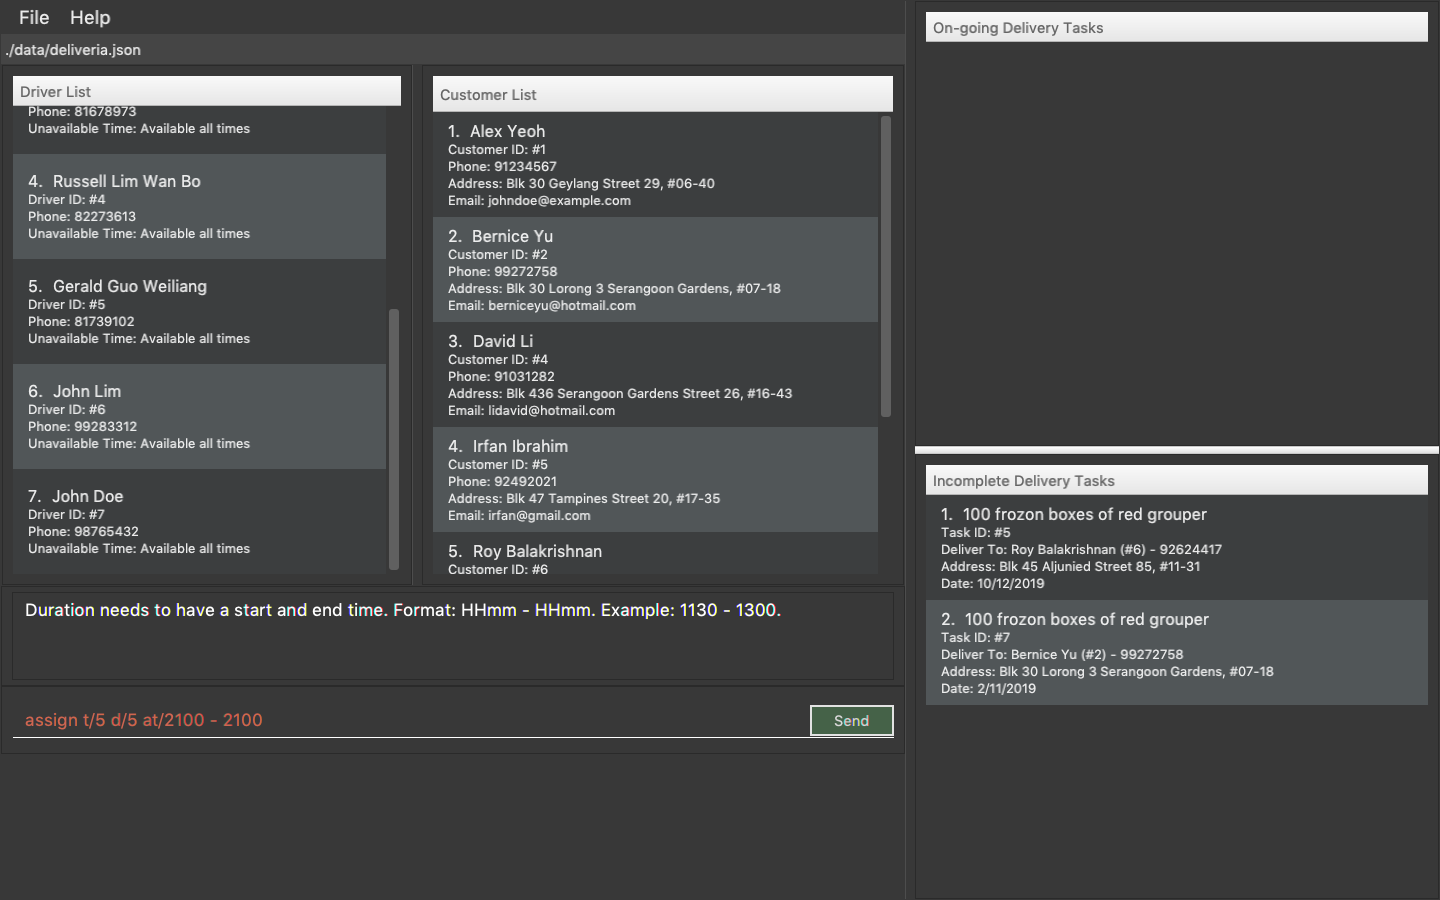 File Help
./data/deliveria.json
Driver List
Phone: 81678973
Unavailable Time: Available all times
4. Russell Lim Wan Bo
Driver ID: #4
Phone: 82273613
Unavailable Time: Available all times
5. Gerald Guo Weiliang
Driver ID: #5
Phone: 81739102
Unavailable Time: Available all times
6. John Lim
Driver ID: #6
Phone: 99283312
Unavailable Time: Available all times
7. John Doe
Driver ID: #7
Phone: 98765432
Unavailable Time: Available all times
Customer List
1. Alex Yeoh
Customer ID: #1
Phone: 91234567
Address: Blk 30 Geylang Street 29, #06-40
Email: johndoe@example.com
2. Bernice Yu
Customer ID: #2
Phone: 99272758
Address: Blk 30 Lorong 3 Serangoon Gardens, #07-18
Email: berniceyu@hotmail.com
3. David Li
Customer ID: #4
Phone: 91031282
Address: Blk 436 Serangoon Gardens Street 26, #16-43
Email: lidavid@hotmail.com
4. Irfan Ibrahim
Customer ID: #5
Phone: 92492021
Address: Blk 47 Tampines Street 20, #17-35
Email: irfan@gmail.com
5. Roy Balakrishnan
Customer ID: #6
Duration needs to have a start and end time. Format: HHmm - HHmm. Example: 1130 - 1300.
assign t/5 d/5 at/2100 - 2100
Send
On-going Delivery Tasks
Incomplete Delivery Tasks
1. 100 frozon boxes of red grouper
Task ID: #5
Deliver To: Roy Balakrishnan (#6) - 92624417
Address: Blk 45 Aljunied Street 85, #11-31
Date: 10/12/2019
2. 100 frozon boxes of red grouper
Task ID: #7
Deliver To: Bernice Yu (#2) - 99272758
Address: Blk 30 Lorong 3 Serangoon Gardens, #07-18
Date: 2/11/2019